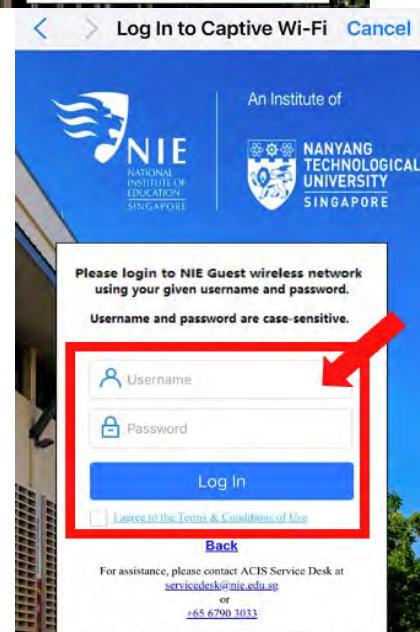 Log In to Captive Wi-Fi Cancel
An Institute of
NIE
NATIONAL
INSTITUTE OF
EDUCATION
SINGAPORE
NANYANG
TECHNOLOGICAL
UNIVERSITY
SINGAPORE
Please login to NIE Guest wireless network
using your given username and password.
Username and password are case-sensitive.
Username
Password
Log In
I agree to the Terms & Conditions of Use
Back
For assistance, please contact ACIS Service Desk at
servicedesk@nie.edu.sg
or
+65 6790 3033